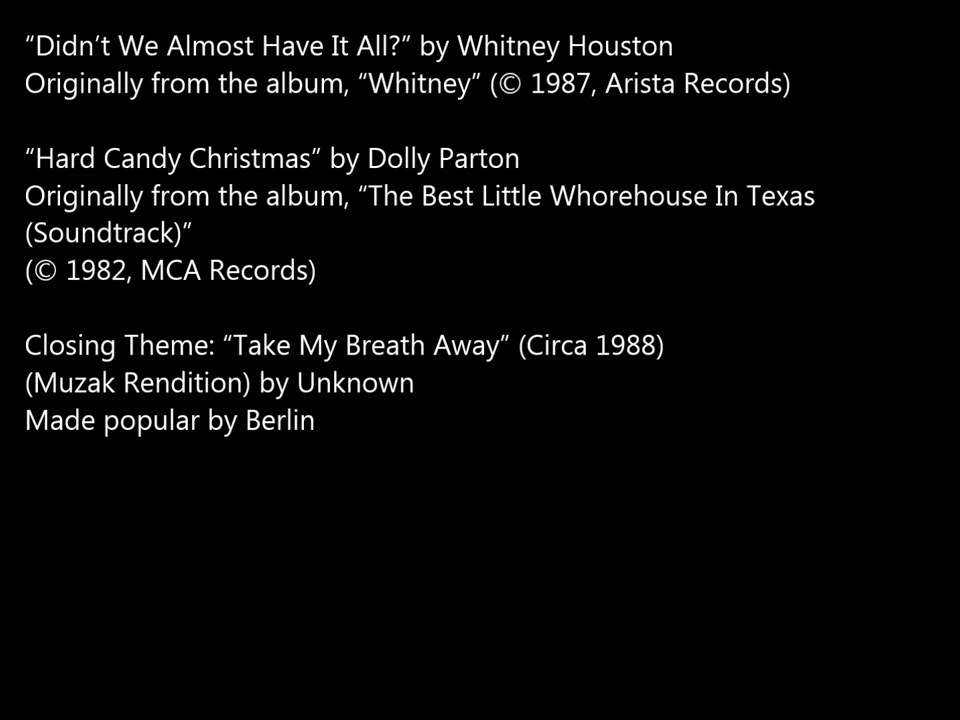 “Didn’t We Almost Have It All?” by Whitney Houston
Originally from the album, “Whitney” (© 1987, Arista Records)
“Hard Candy Christmas” by Dolly Parton
Originally from the album, “The Best Little Whorehouse In Texas
(Soundtrack)”
(© 1982, MCA Records)
Closing Theme: “Take My Breath Away” (Circa 1988)
(Muzak Rendition) by Unknown
Made popular by Berlin